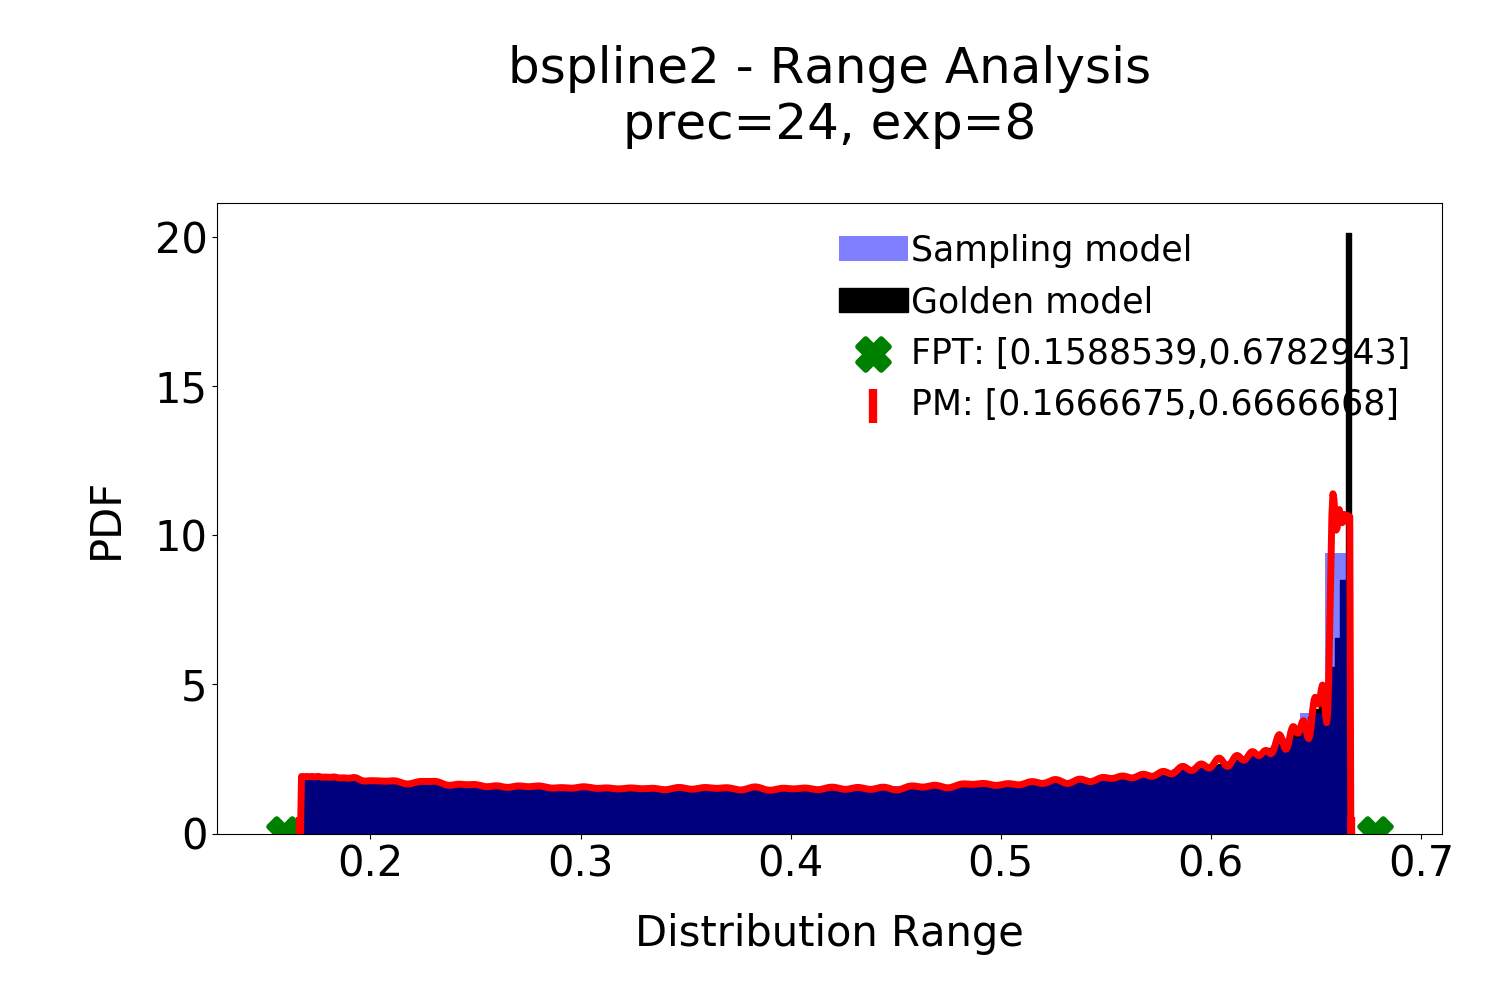 bspline2 - Range Analysis
prec=24, exp=8
Sampling model
Golden model
FPT: [0.1588539,0.6782943]
PM: [0.1666675,0.6666668]
PDF
20
15
10
5
0
0.2 0.3 0.4 0.5 0.6 0.7
Distribution Range